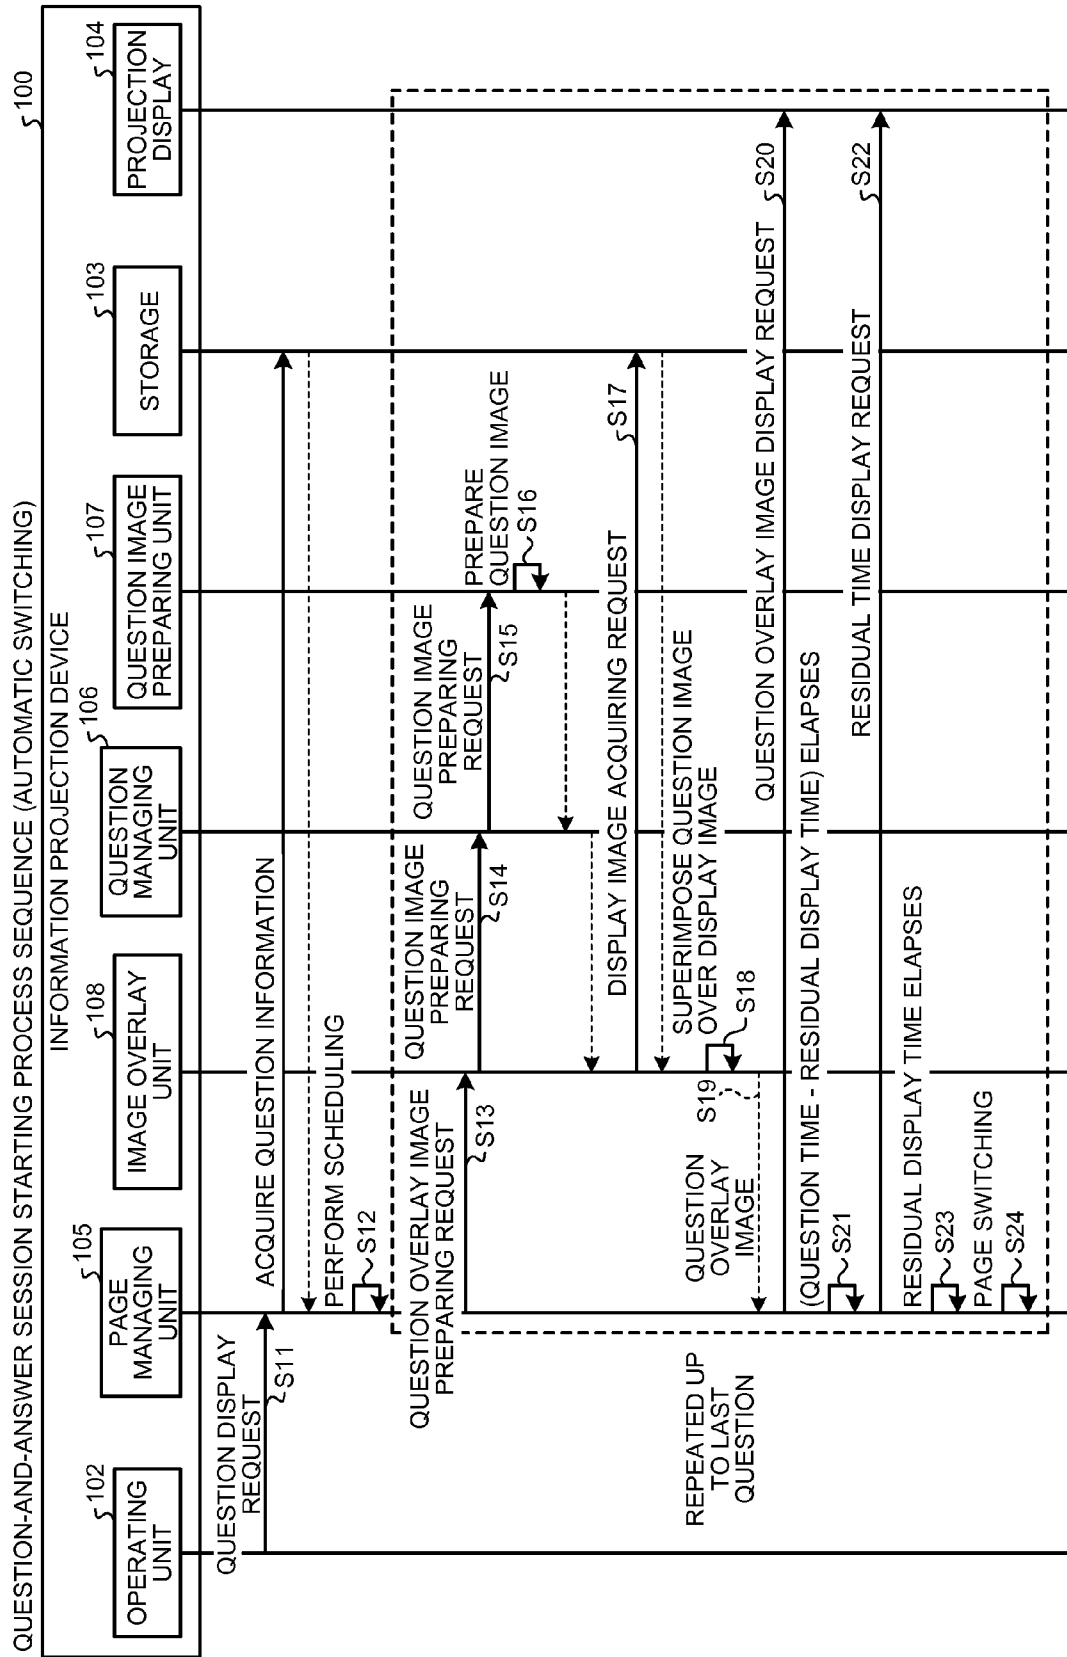 QUESTION-AND-ANSWER SESSION STARTING PROCESS SEQUENCE (AUTOMATIC SWITCHING)
100
INFORMATION PROJECTION DEVICE
102
OPERATING
UNIT
105
PAGE
MANAGING
UNIT
108
IMAGE OVERLAY
UNIT
106
QUESTION
MANAGING
UNIT
107
QUESTION IMAGE
PREPARING UNIT
103
STORAGE
104
PROJECTION
DISPLAY
QUESTION DISPLAY
REQUEST
S11
ACQUIRE QUESTION INFORMATION
PERFORM SCHEDULING
S12
QUESTION OVERLAY IMAGE
PREPARING REQUEST
S13
QUESTION IMAGE
PREPARING
REQUEST
S14
QUESTION IMAGE
PREPARING
REQUEST
S15
PREPARE
QUESTION IMAGE
S16
DISPLAY IMAGE ACQUIRING REQUEST
S17
SUPERIMPOSE QUESTION IMAGE
OVER DISPLAY IMAGE
S18
S19
QUESTION
OVERLAY
IMAGE
REPEATED UP
TO LAST
QUESTION
QUESTION OVERLAY IMAGE DISPLAY REQUEST
S20
(QUESTION TIME - RESIDUAL DISPLAY TIME) ELAPSES
S21
RESIDUAL TIME DISPLAY REQUEST
S22
RESIDUAL DISPLAY TIME ELAPSES
S23
PAGE SWITCHING
S24